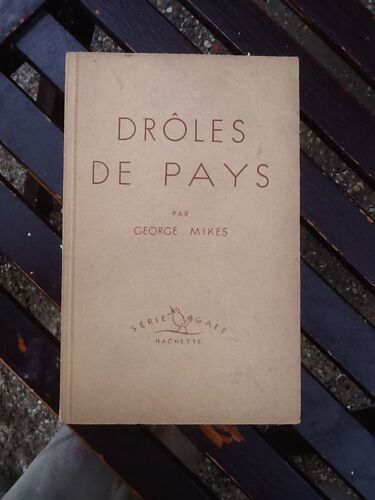 DRÔLES
DE PAYS
PAR
GEORGE MIKES
SÉRIE GAIE
HACHETTE